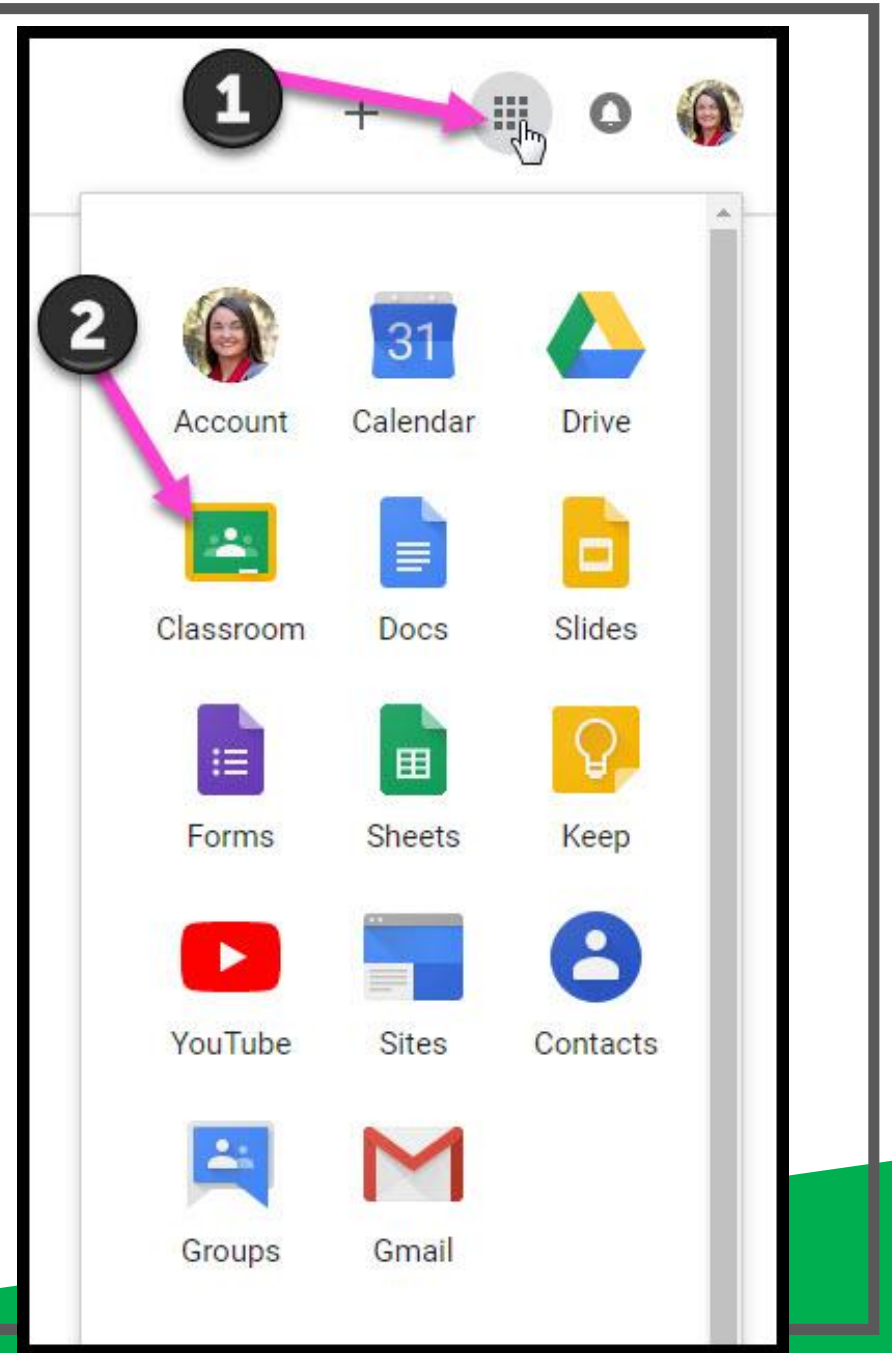 1
2
31
Account Calendar Drive
Classroom Docs Slides
Forms Sheets Keep
YouTube Sites Contacts
Groups Gmail